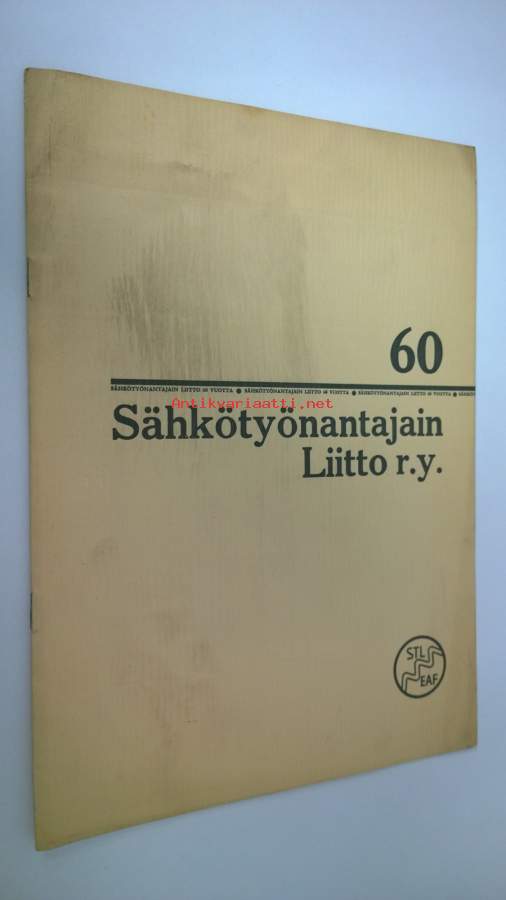 60
SÄHKÖTYÖNANTAJAIN LIITTO 60 VUOTTA ● SÄHKÖTYÖNANTAJAIN LIITTO 60 VUOTTA ● SÄHKÖTYÖNANTAJAIN LIITTO 60 VUOTTA ● SÄHKÖT
Antikvariaatti.net
Sähkötyönantajain
Liitto r.y.
STL
EAF